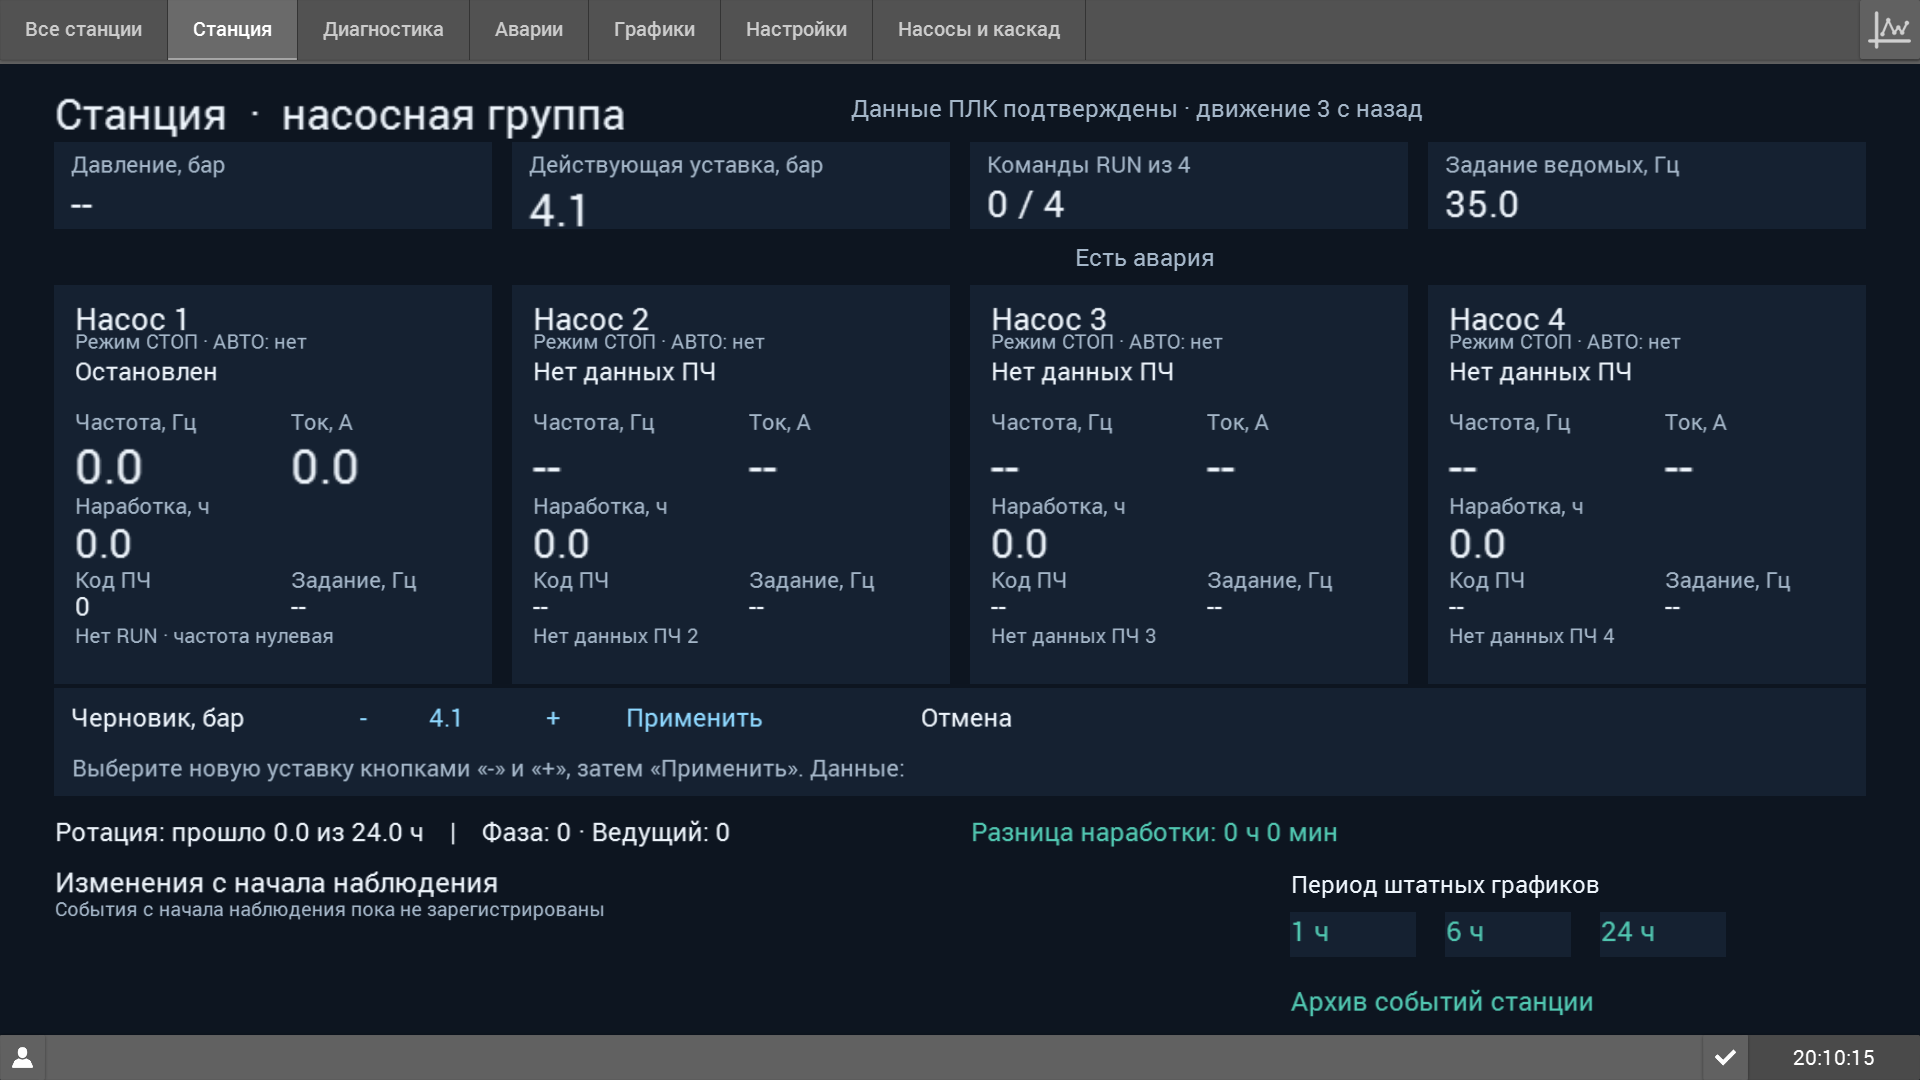 Все станции Станция Диагностика Аварии Графики Настройки Насосы и каскад
Станция · насосная группа
Данные ПЛК подтверждены · движение 3 с назад
Давление, бар
--
Действующая уставка, бар
4.1
Команды RUN из 4
0 / 4
Задание ведомых, Гц
35.0
Есть авария
Насос 1
Режим СТОП · АВТО: нет
Остановлен
Частота, Гц Ток, А
0.0 0.0
Наработка, ч
0.0
Код ПЧ Задание, Гц
0 --
Нет RUN · частота нулевая
Насос 2
Режим СТОП · АВТО: нет
Нет данных ПЧ
Частота, Гц Ток, А
-- --
Наработка, ч
0.0
Код ПЧ Задание, Гц
-- --
Нет данных ПЧ 2
Насос 3
Режим СТОП · АВТО: нет
Нет данных ПЧ
Частота, Гц Ток, А
-- --
Наработка, ч
0.0
Код ПЧ Задание, Гц
-- --
Нет данных ПЧ 3
Насос 4
Режим СТОП · АВТО: нет
Нет данных ПЧ
Частота, Гц Ток, А
-- --
Наработка, ч
0.0
Код ПЧ Задание, Гц
-- --
Нет данных ПЧ 4
Черновик, бар - 4.1 + Применить Отмена
Выберите новую уставку кнопками «-» и «+», затем «Применить». Данные:
Ротация: прошло 0.0 из 24.0 ч | Фаза: 0 · Ведущий: 0
Разница наработки: 0 ч 0 мин
Изменения с начала наблюдения
События с начала наблюдения пока не зарегистрированы
Период штатных графиков
1 ч 6 ч 24 ч
Архив событий станции
20:10:15